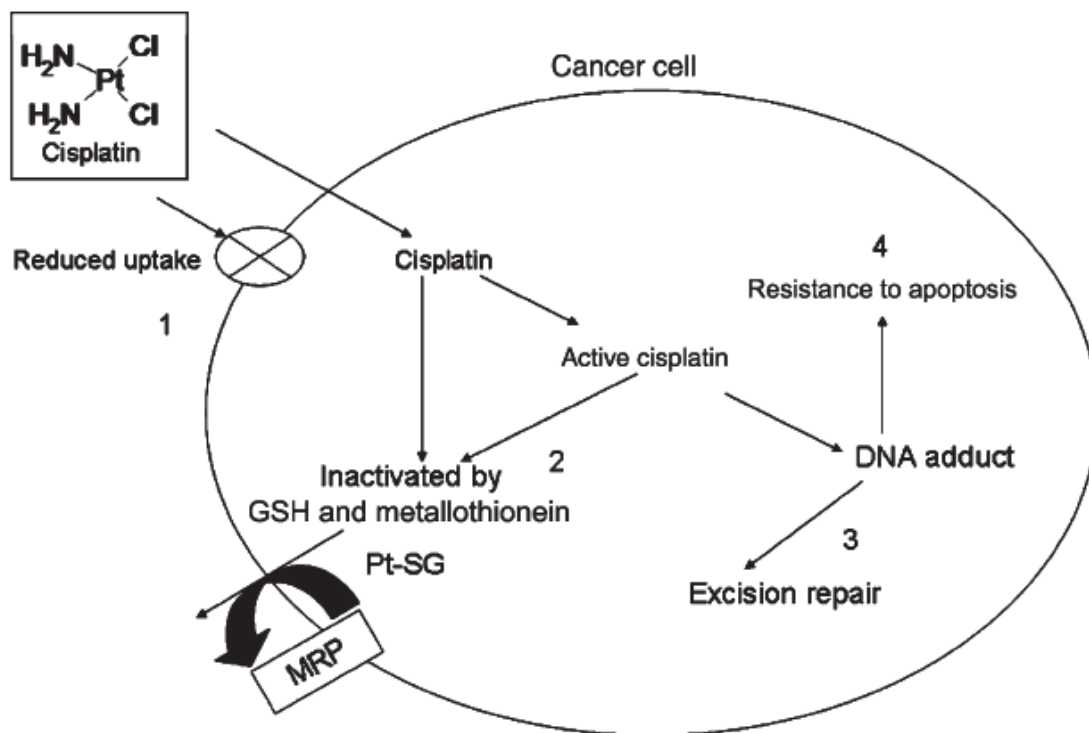 H2N
Cl
Pt
H2N
Cl
Cisplatin
Cancer cell
Reduced uptake
1
Cisplatin
4
Resistance to apoptosis
Active cisplatin
2
Inactivated by
GSH and metallothionein
DNA adduct
3
Pt-SG
Excision repair
MRP